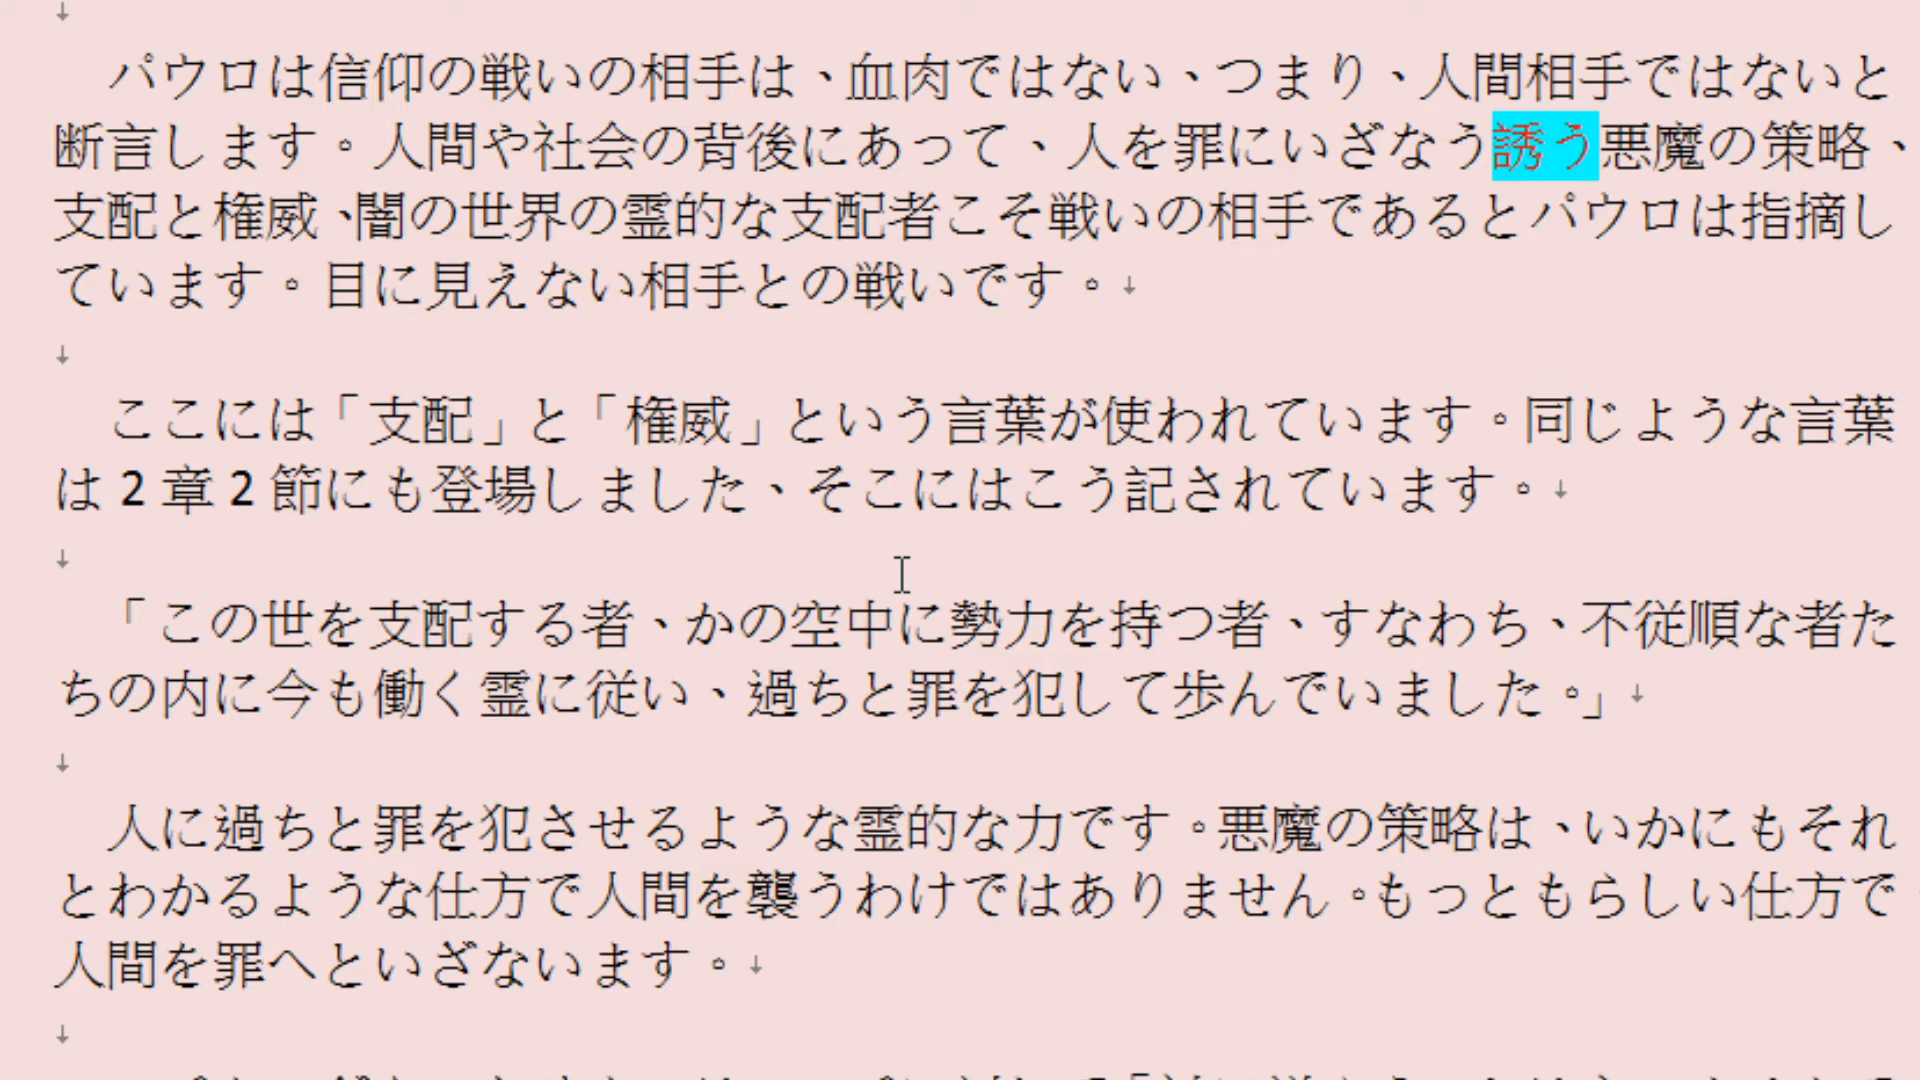 パウロは信仰の戦いの相手は、血肉ではない、つまり、人間相手ではないと
断言します。人間や社会の背後にあって、人を罪にいざなう誘う悪魔の策略、
支配と権威、闇の世界の霊的な支配者こそ戦いの相手であるとパウロは指摘し
ています。目に見えない相手との戦いです。
ここには「支配」と「権威」という言葉が使われています。同じような言葉
は2章2節にも登場しました、そこにはこう記されています。
「この世を支配する者、かの空中に勢力を持つ者、すなわち、不従順な者た
ちの内に今も働く霊に従い、過ちと罪を犯して歩んでいました。」
人に過ちと罪を犯させるような霊的な力です。悪魔の策略は、いかにもそれ
とわかるような仕方で人間を襲うわけではありません。もっともらしい仕方で
人間を罪へといざないます。